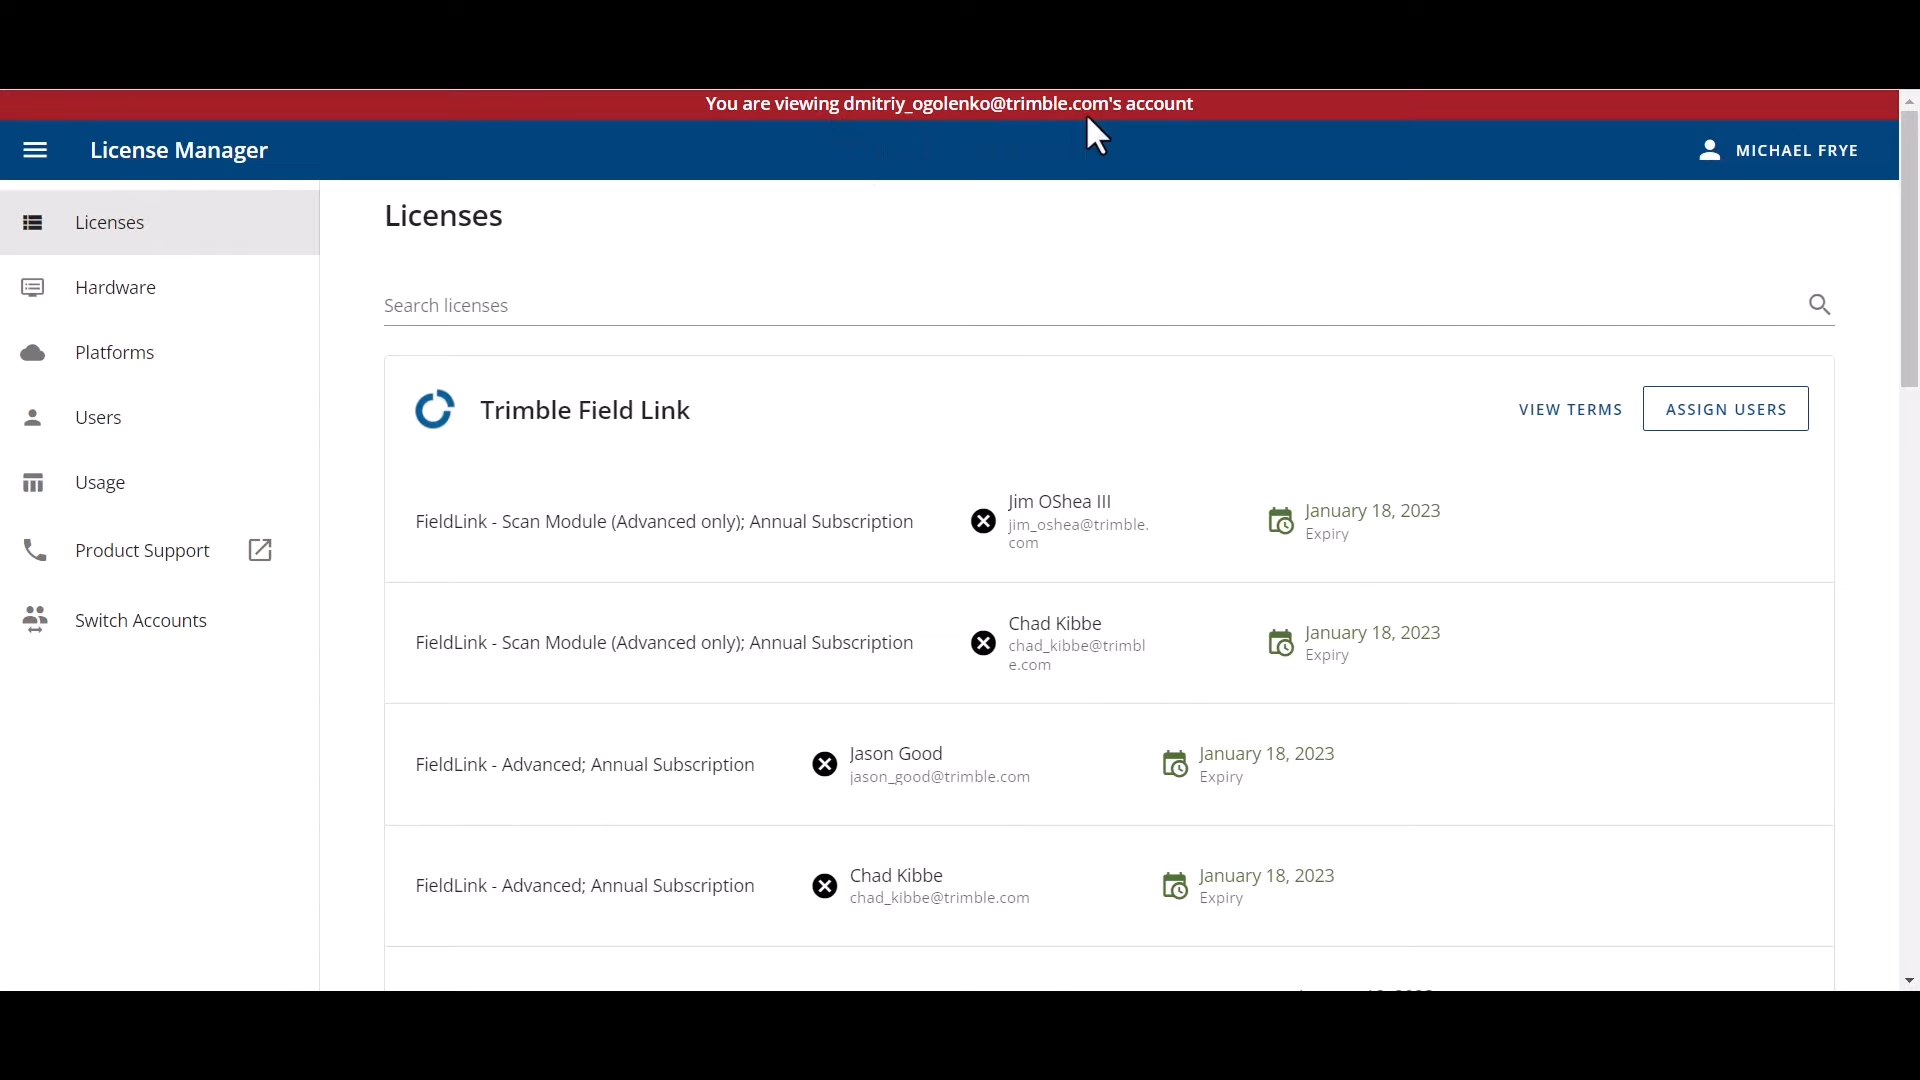 You are viewing dmitriy_ogolenko@trimble.com's account
License Manager
MICHAEL FRYE
Licenses
Hardware
Platforms
Users
Usage
Product Support
Switch Accounts
Licenses
Search licenses
Trimble Field Link
VIEW TERMS
ASSIGN USERS
FieldLink - Scan Module (Advanced only); Annual Subscription
Jim OShea III
jim_oshea@trimble.
com
January 18, 2023
Expiry
FieldLink - Scan Module (Advanced only); Annual Subscription
Chad Kibbe
chad_kibbe@trimbl
e.com
January 18, 2023
Expiry
FieldLink - Advanced; Annual Subscription
Jason Good
jason_good@trimble.com
January 18, 2023
Expiry
FieldLink - Advanced; Annual Subscription
Chad Kibbe
chad_kibbe@trimble.com
January 18, 2023
Expiry